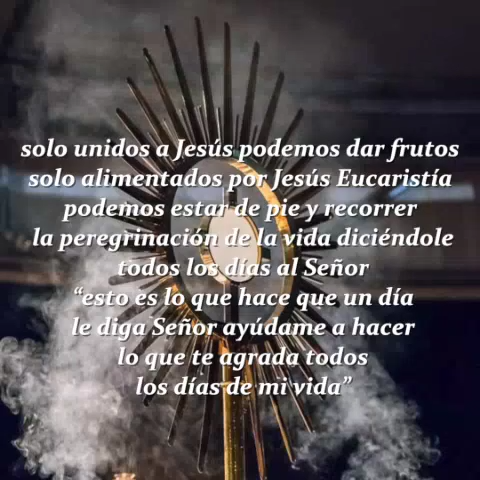 solo unidos a Jesús podemos dar frutos
solo alimentados por Jesús Eucaristía
podemos estar de pie y recorrer
la peregrinación de la vida diciéndole
todos los días al Señor
“esto es lo que hace que un día
le diga Señor ayúdame a hacer
lo que te agrada todos
los días de mi vida”